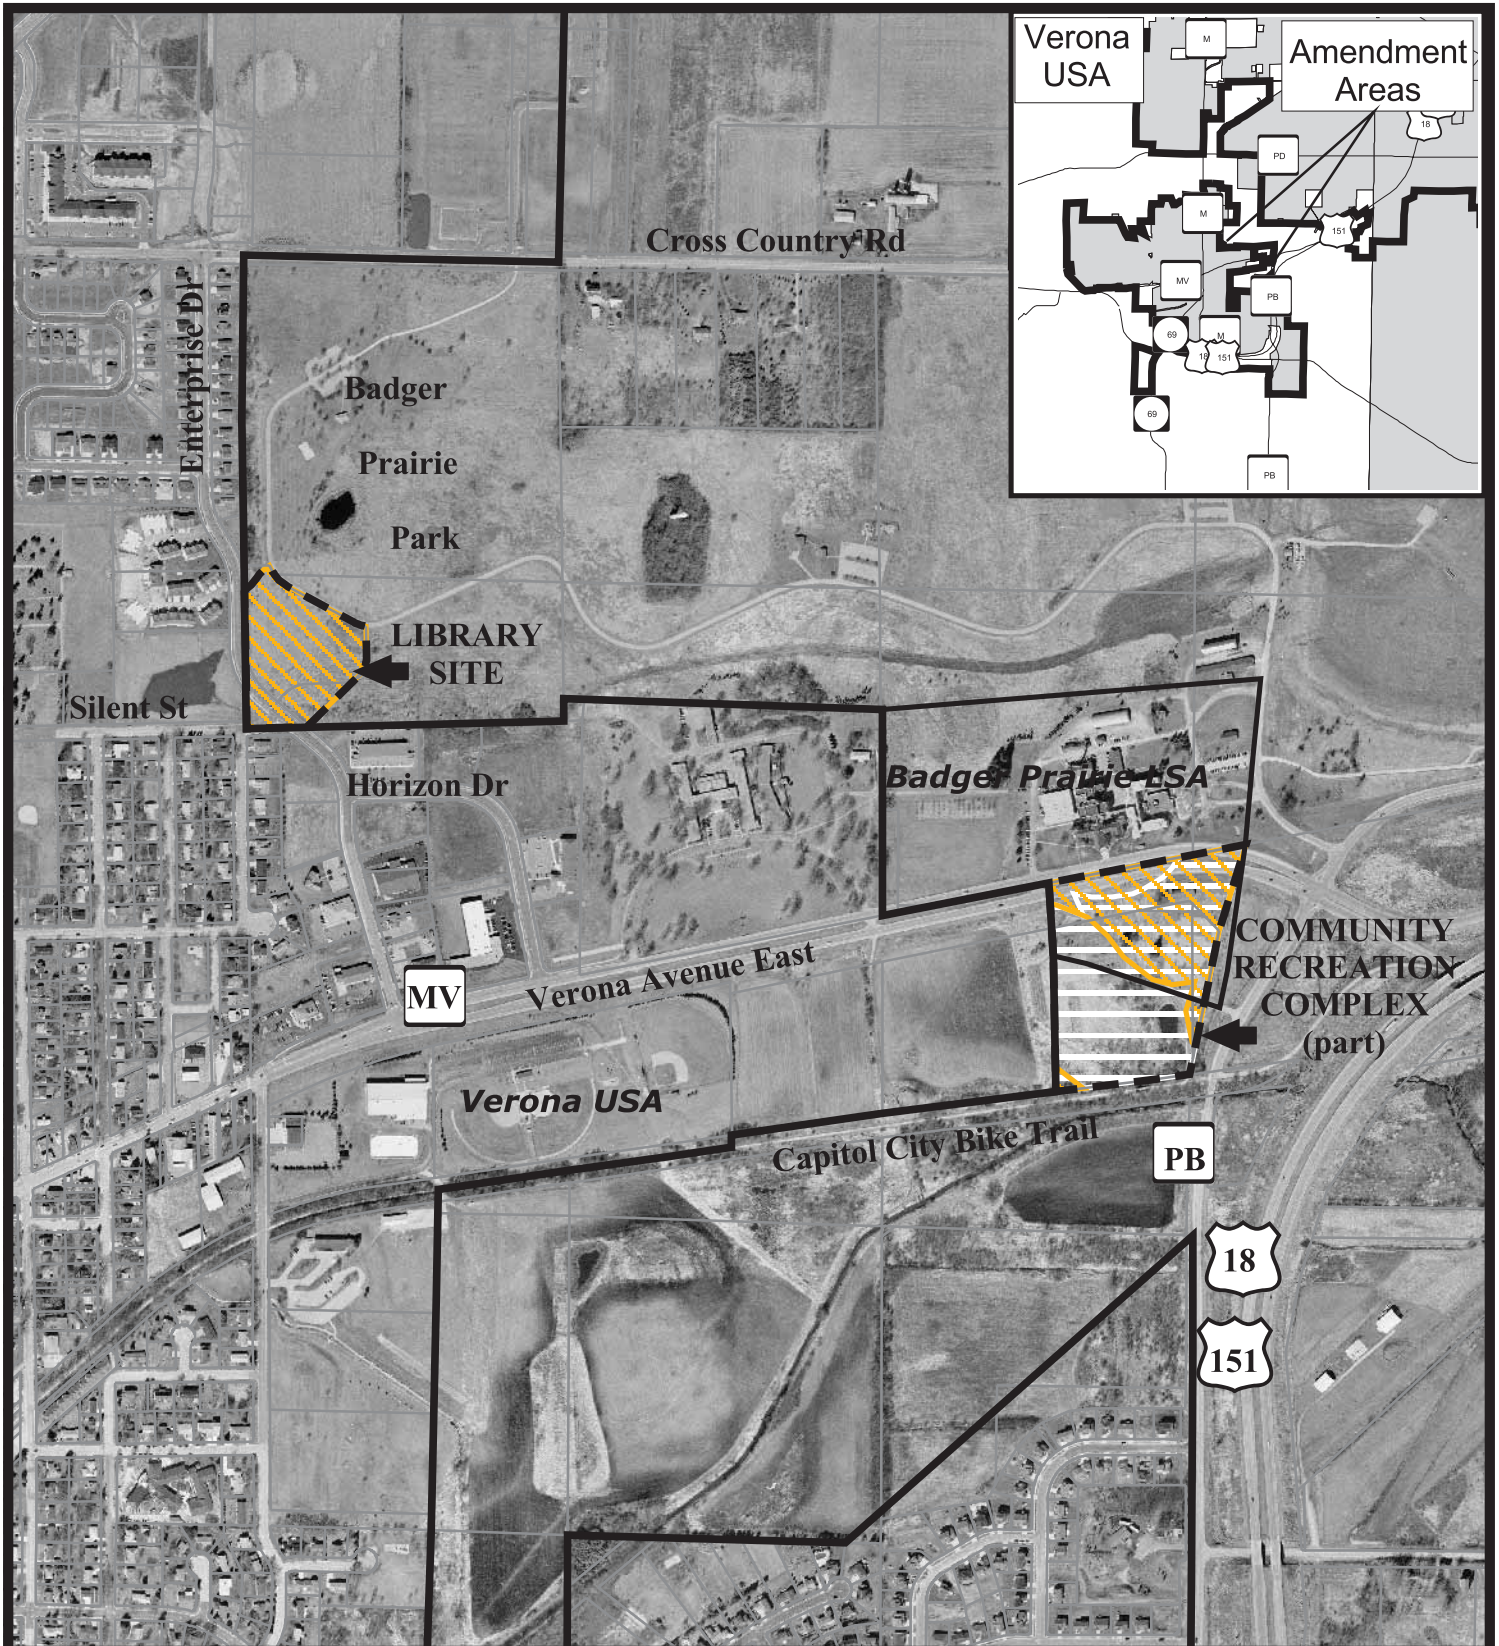 Verona
USA
Amendment
Areas
M
18
PD
M
151
MV
PB
69
M
18
151
69
PB
Cross Country Rd
Enterprise Dr
Badger
Prairie
Park
LIBRARY
SITE
Silent St
Horizon Dr
Badger Prairie LSA
COMMUNITY
RECREATION
COMPLEX
(part)
MV
Verona Avenue East
Verona USA
Capitol City Bike Trail
PB
18
151